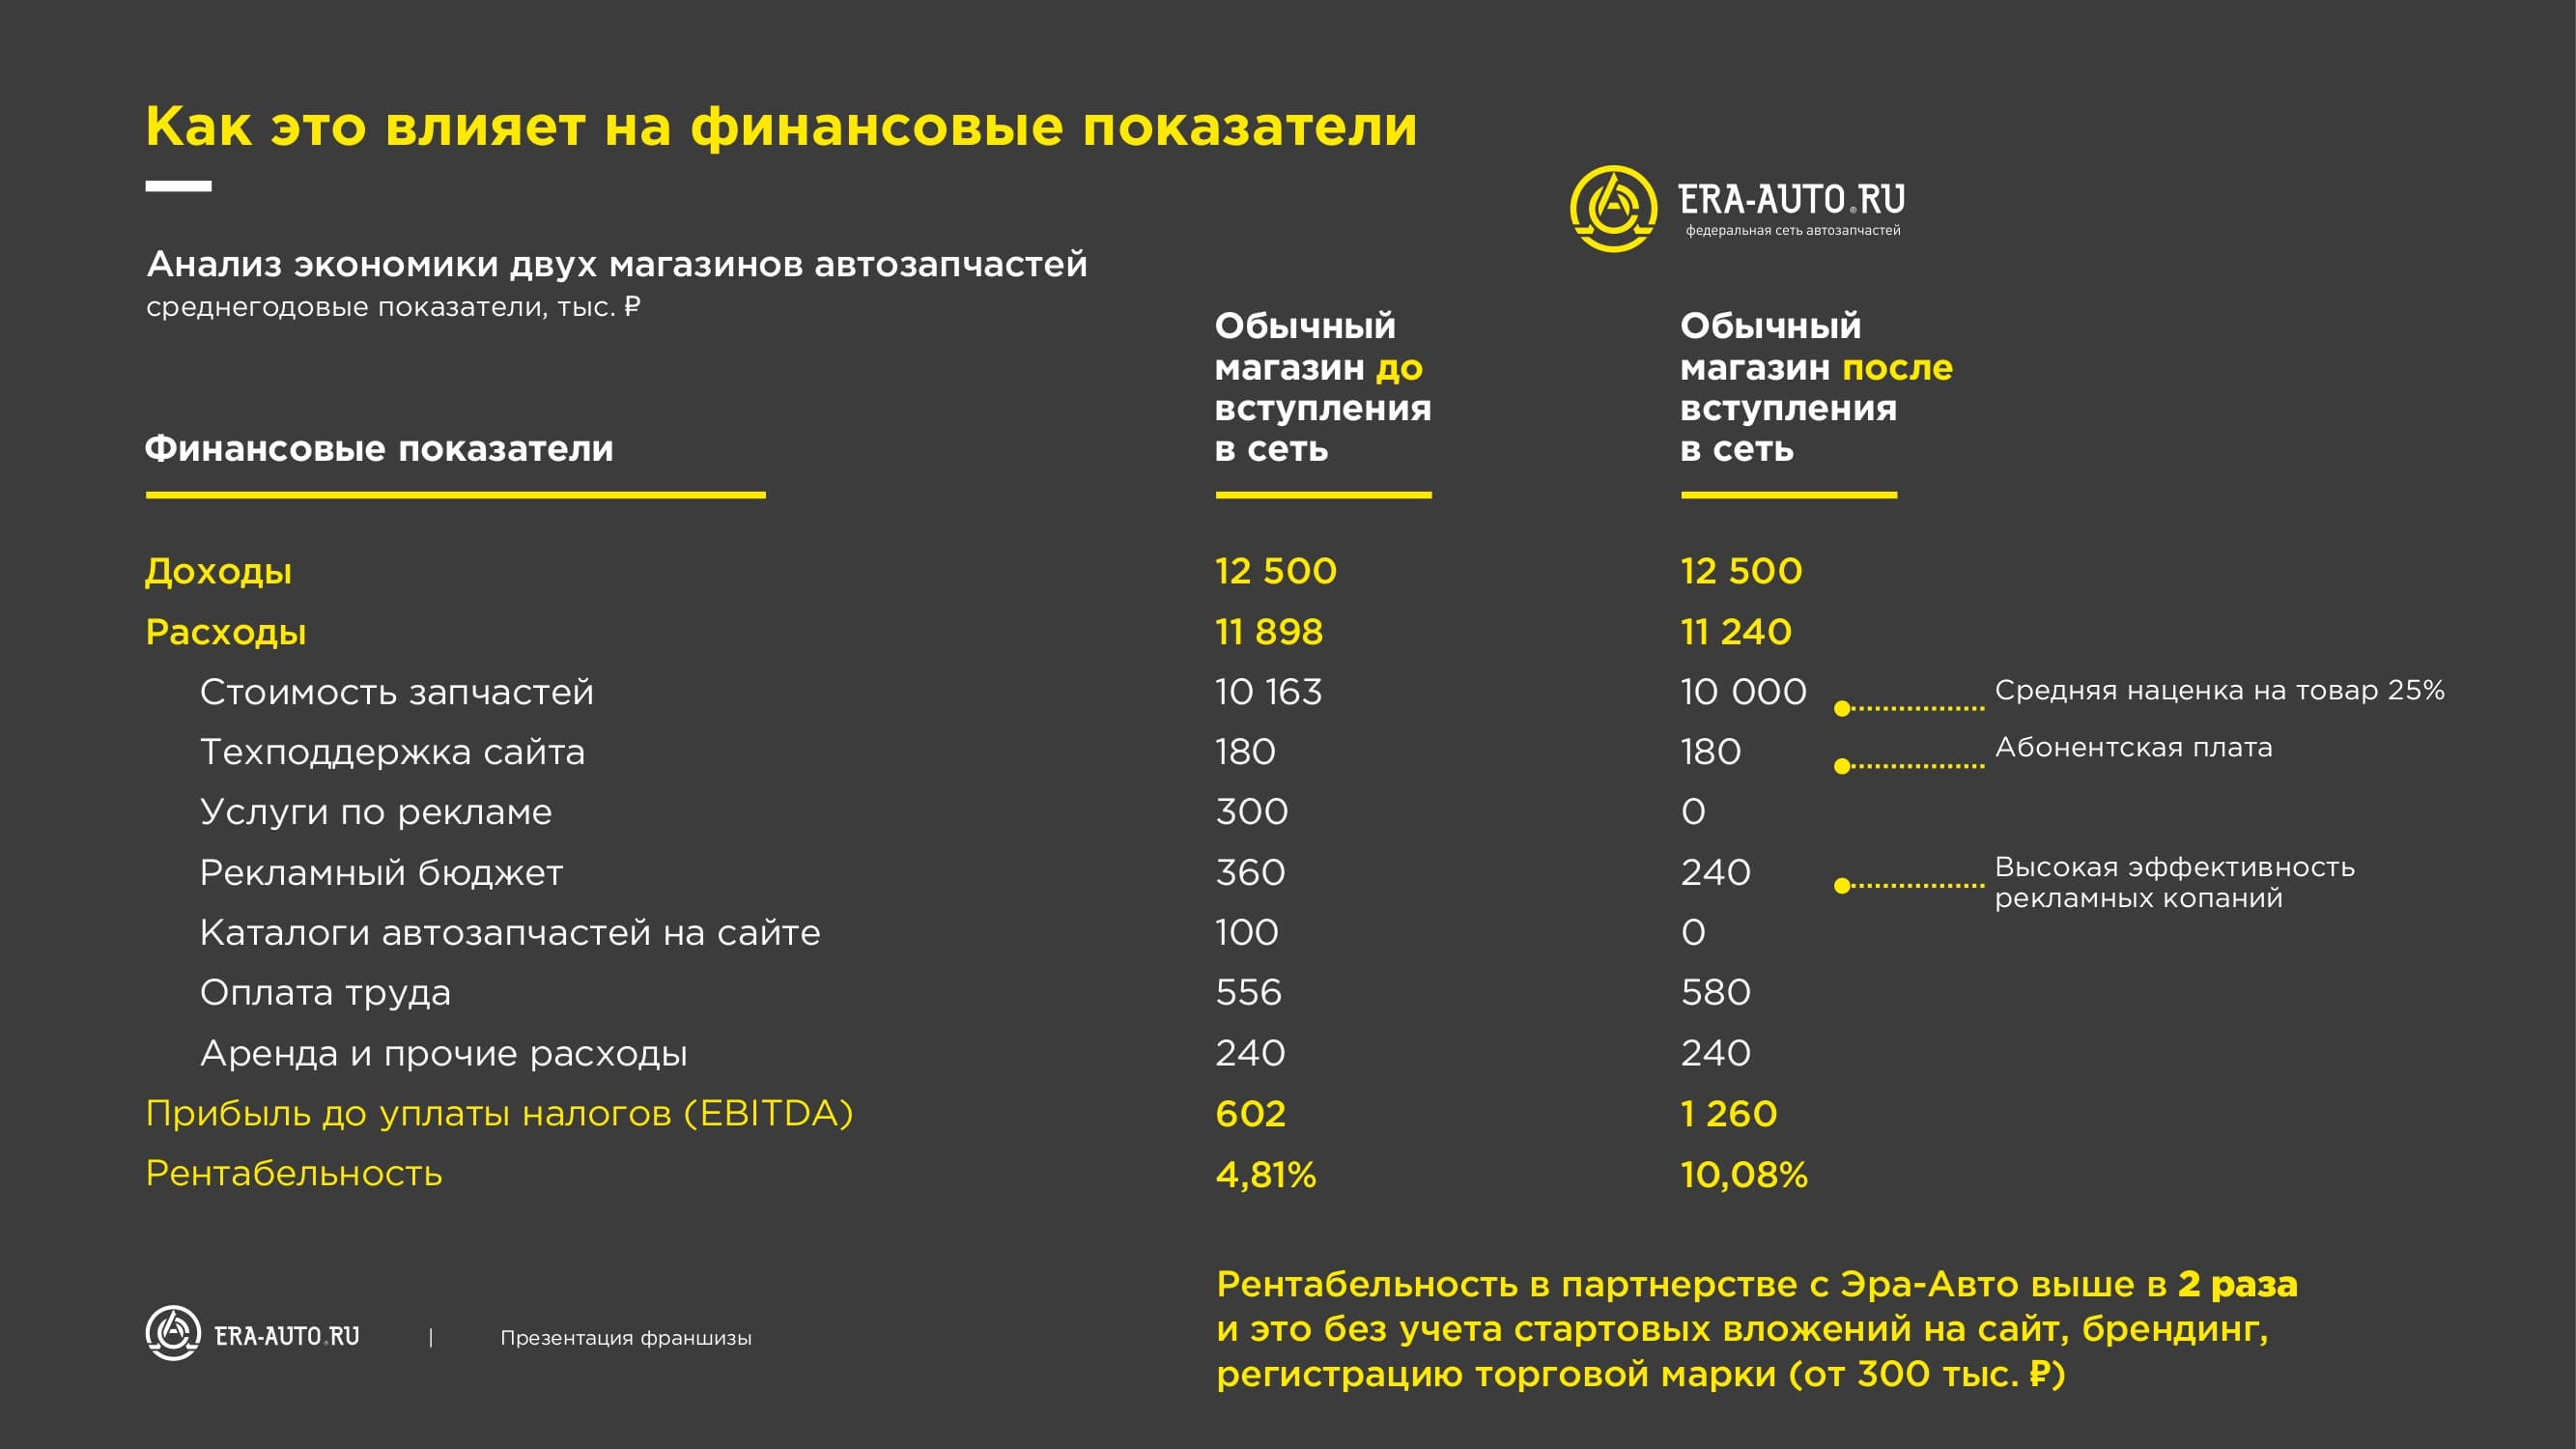 Как это влияет на финансовые показатели
ERA-AUTO.RU
федеральная сеть автозапчастей
Анализ экономики двух магазинов автозапчастей
среднегодовые показатели, тыс. ₽
Финансовые показатели
Обычный
магазин до
вступления
в сеть
Обычный
магазин после
вступления
в сеть
Доходы 12 500 12 500
Расходы 11 898 11 240
Стоимость запчастей 10 163 10 000 Средняя наценка на товар 25%
Техподдержка сайта 180 180 Абонентская плата
Услуги по рекламе 300 0
Рекламный бюджет 360 240 Высокая эффективность
рекламных копаний
Каталоги автозапчастей на сайте 100 0
Оплата труда 556 580
Аренда и прочие расходы 240 240
Прибыль до уплаты налогов (EBITDA) 602 1 260
Рентабельность 4,81% 10,08%
Рентабельность в партнерстве с Эра-Авто выше в 2 раза
и это без учета стартовых вложений на сайт, брендинг,
регистрацию торговой марки (от 300 тыс. ₽)
ERA-AUTO.RU | Презентация франшизы